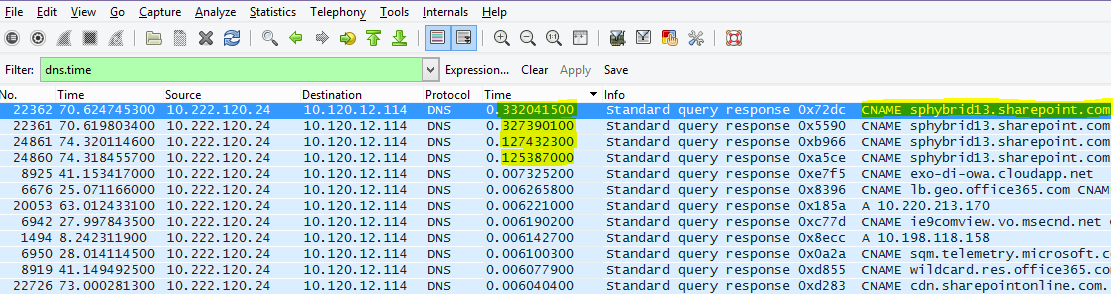 File Edit View Go Capture Analyze Statistics Telephony Tools Internals Help
Filter: dns.time Expression... Clear Apply Save
No. Time Source Destination Protocol Time Info
22362 70.624745300 10.222.120.24 10.120.12.114 DNS 0.332041500 Standard query response 0x72dc CNAME sphybrid13.sharepoint.com
22361 70.619803400 10.222.120.24 10.120.12.114 DNS 0.327390100 Standard query response 0x5590 CNAME sphybrid13.sharepoint.com
24861 74.320114600 10.222.120.24 10.120.12.114 DNS 0.127432300 Standard query response 0xb966 CNAME sphybrid13.sharepoint.com
24860 74.318455700 10.222.120.24 10.120.12.114 DNS 0.125387000 Standard query response 0xa5ce CNAME sphybrid13.sharepoint.com
8925 41.153417000 10.222.120.24 10.120.12.114 DNS 0.007325200 Standard query response 0xe7f5 CNAME exo-di-owa.cloudapp.net
6676 25.071166000 10.222.120.24 10.120.12.114 DNS 0.006265800 Standard query response 0x8396 CNAME lb.geo.office365.com CNAM
20053 63.012433100 10.222.120.24 10.120.12.114 DNS 0.006221000 Standard query response 0x185a A 10.220.213.170
6942 27.997843500 10.222.120.24 10.120.12.114 DNS 0.006190200 Standard query response 0xc77d CNAME ie9comview.vo.msecnd.net
1494 8.242311900 10.222.120.24 10.120.12.114 DNS 0.006142700 Standard query response 0x8ecc A 10.198.118.158
6950 28.014114500 10.222.120.24 10.120.12.114 DNS 0.006100300 Standard query response 0x0a2a CNAME sqm.telemetry.microsoft.
8919 41.149492500 10.222.120.24 10.120.12.114 DNS 0.006077900 Standard query response 0xd855 CNAME wildcard.res.office365.com
22726 73.000281300 10.222.120.24 10.120.12.114 DNS 0.006040400 Standard query response 0xd283 CNAME cdn.sharepointonline.com.